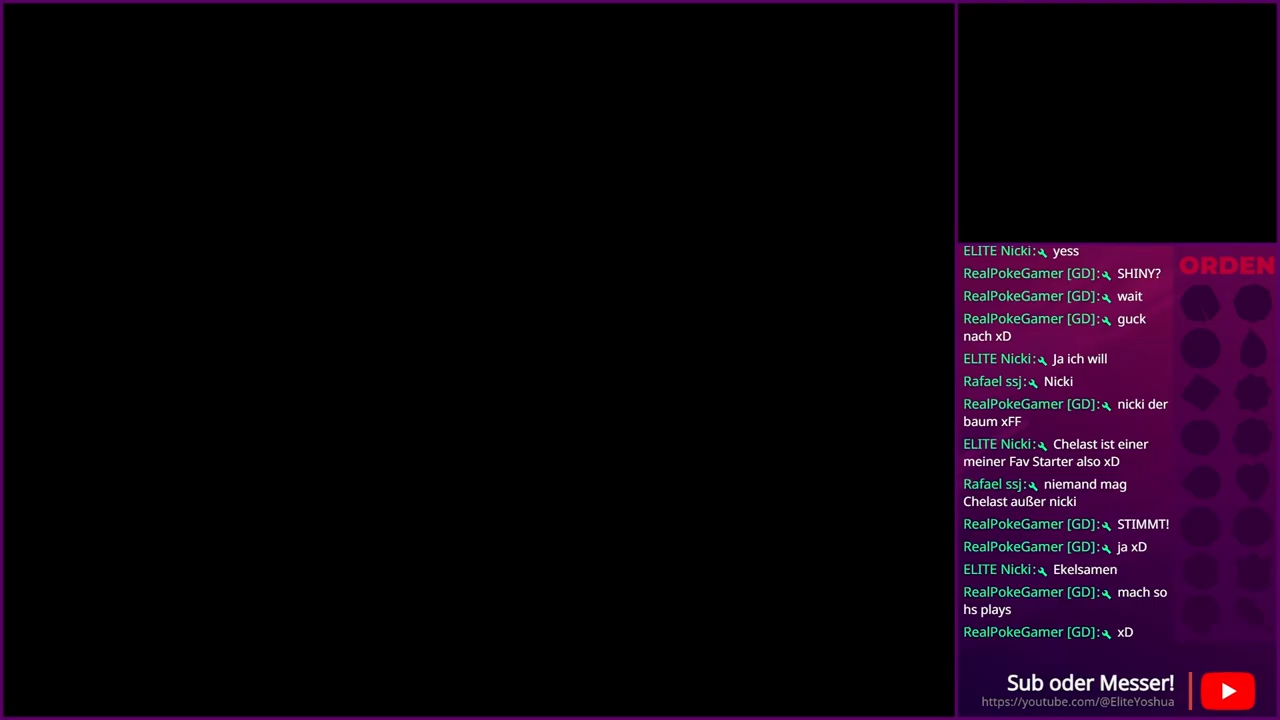 ELITE Nicki: yess
RealPokeGamer [GD]: SHINY?
RealPokeGamer [GD]: wait
RealPokeGamer [GD]: guck
nach xD
ELITE Nicki: Ja ich will
Rafael ssj: Nicki
RealPokeGamer [GD]: nicki der
baum xFF
ELITE Nicki: Chelast ist einer
meiner Fav Starter also xD
Rafael ssj: niemand mag
Chelast außer nicki
RealPokeGamer [GD]: STIMMT!
RealPokeGamer [GD]: ja xD
ELITE Nicki: Ekelsamen
RealPokeGamer [GD]: mach so
hs plays
RealPokeGamer [GD]: xD
ORDEN
Sub oder Messer!
https://youtube.com/@EliteYoshua